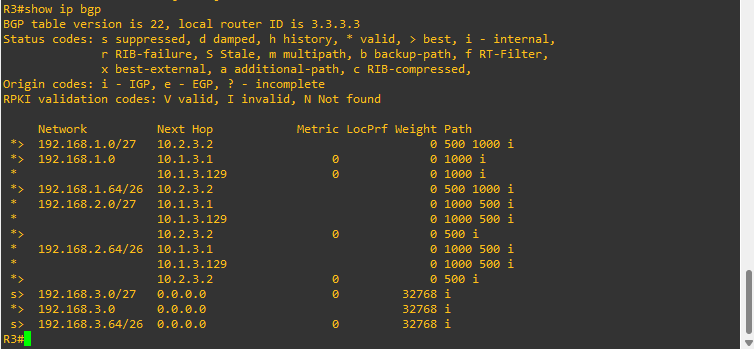 R3#show ip bgp
BGP table version is 22, local router ID is 3.3.3.3
Status codes: s suppressed, d damped, h history, * valid, > best, i - internal,
              r RIB-failure, S Stale, m multipath, b backup-path, f RT-Filter,
              x best-external, a additional-path, c RIB-compressed,
Origin codes: i - IGP, e - EGP, ? - incomplete
RPKI validation codes: V valid, I invalid, N Not found

     Network          Next Hop            Metric LocPrf Weight Path
 *>  192.168.1.0/27   10.2.3.2                               0 500 1000 i
 *>  192.168.1.0      10.1.3.1                 0             0 1000 i
 *                    10.1.3.129               0             0 1000 i
 *>  192.168.1.64/26  10.2.3.2                               0 500 1000 i
 *   192.168.2.0/27   10.1.3.1                               0 1000 500 i
 *                    10.1.3.129                             0 1000 500 i
 *>                   10.2.3.2                 0             0 500 i
 *   192.168.2.64/26  10.1.3.1                               0 1000 500 i
 *                    10.1.3.129                             0 1000 500 i
 *>                   10.2.3.2                 0             0 500 i
 s>  192.168.3.0/27   0.0.0.0                  0         32768 i
 *>  192.168.3.0      0.0.0.0                            32768 i
 s>  192.168.3.64/26  0.0.0.0                  0         32768 i
R3#